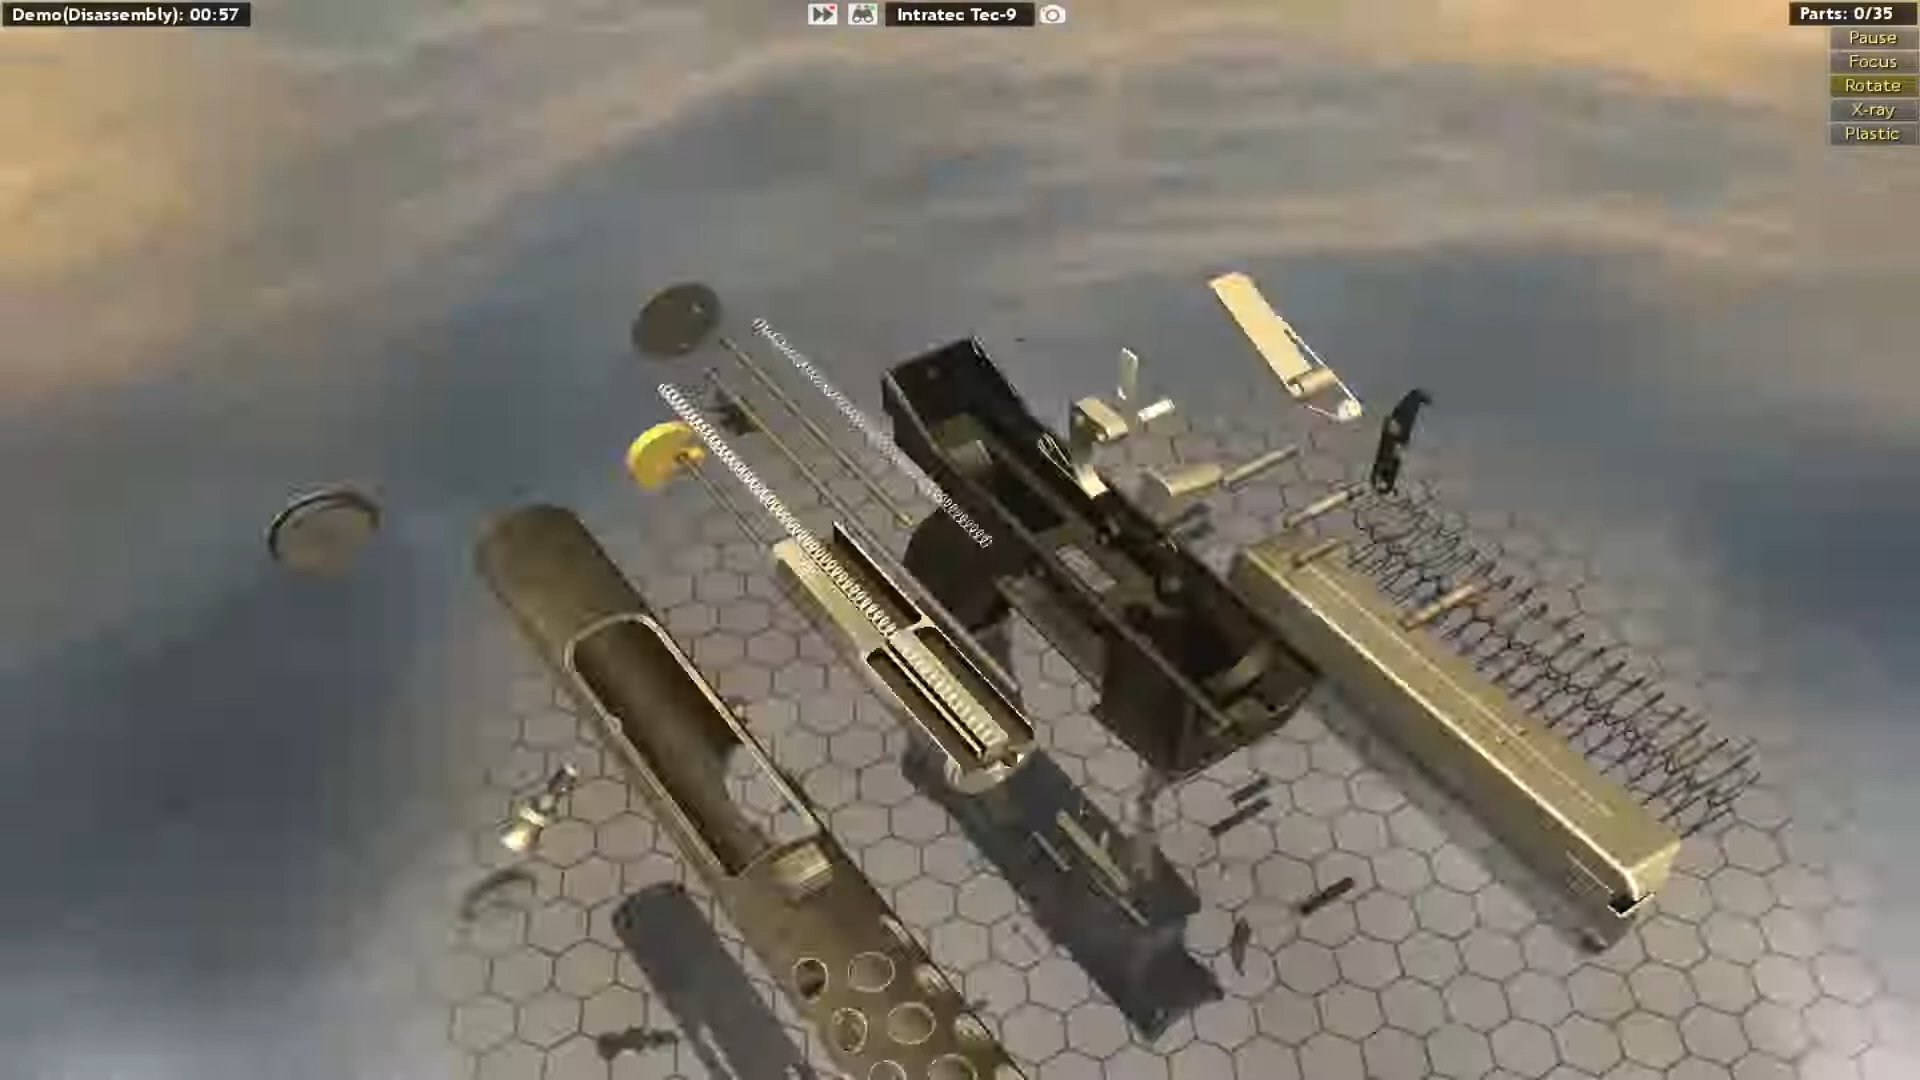 Demo(Disassembly): 00:57
Intratec Tec-9
Parts: 0/35
Pause
Focus
Rotate
X-ray
Plastic